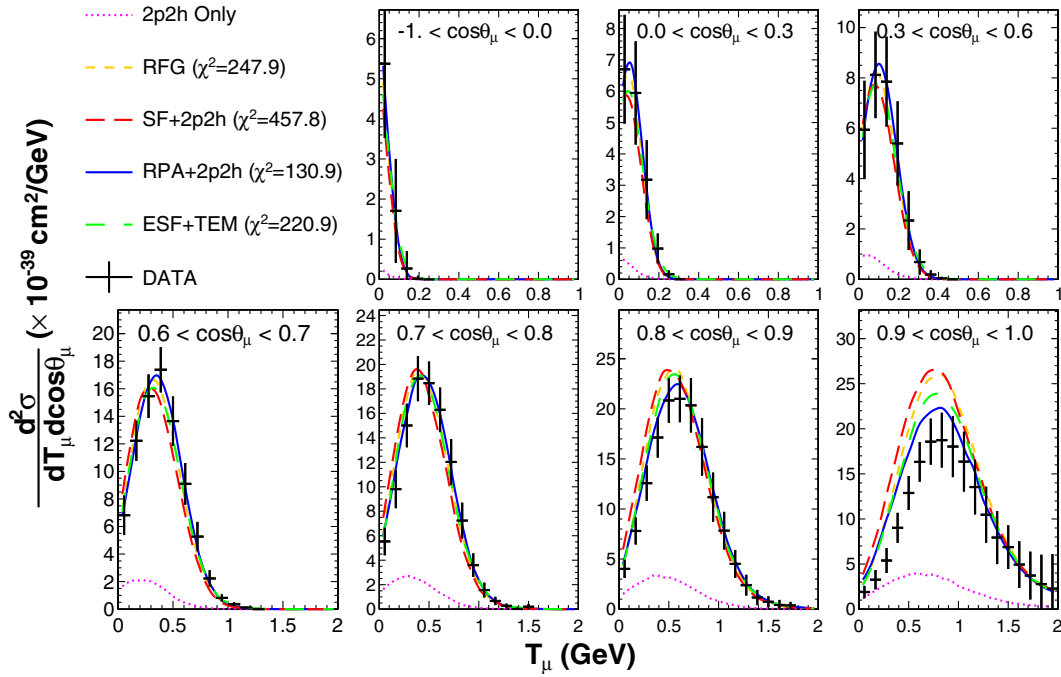 2p2h Only
RFG (χ²=247.9)
SF+2p2h (χ²=457.8)
RPA+2p2h (χ²=130.9)
ESF+TEM (χ²=220.9)
DATA
-1. < cosθμ < 0.0
0 1 2 3 4 5 6
0 0.2 0.4 0.6 0.8 1
0.0 < cosθμ < 0.3
0 1 2 3 4 5 6 7 8
0 0.2 0.4 0.6 0.8 1
0.3 < cosθμ < 0.6
0 2 4 6 8 10
0 0.2 0.4 0.6 0.8 1
d²σ
dTμdcosθμ
(× 10⁻³⁹ cm²/GeV)
0.6 < cosθμ < 0.7
0 2 4 6 8 10 12 14 16 18 20
0 0.5 1 1.5 2
0.7 < cosθμ < 0.8
0 2 4 6 8 10 12 14 16 18 20 22 24
0 0.5 1 1.5 2
0.8 < cosθμ < 0.9
0 5 10 15 20 25
0 0.5 1 1.5 2
0.9 < cosθμ < 1.0
0 5 10 15 20 25 30
0 0.5 1 1.5 2
Tμ (GeV)